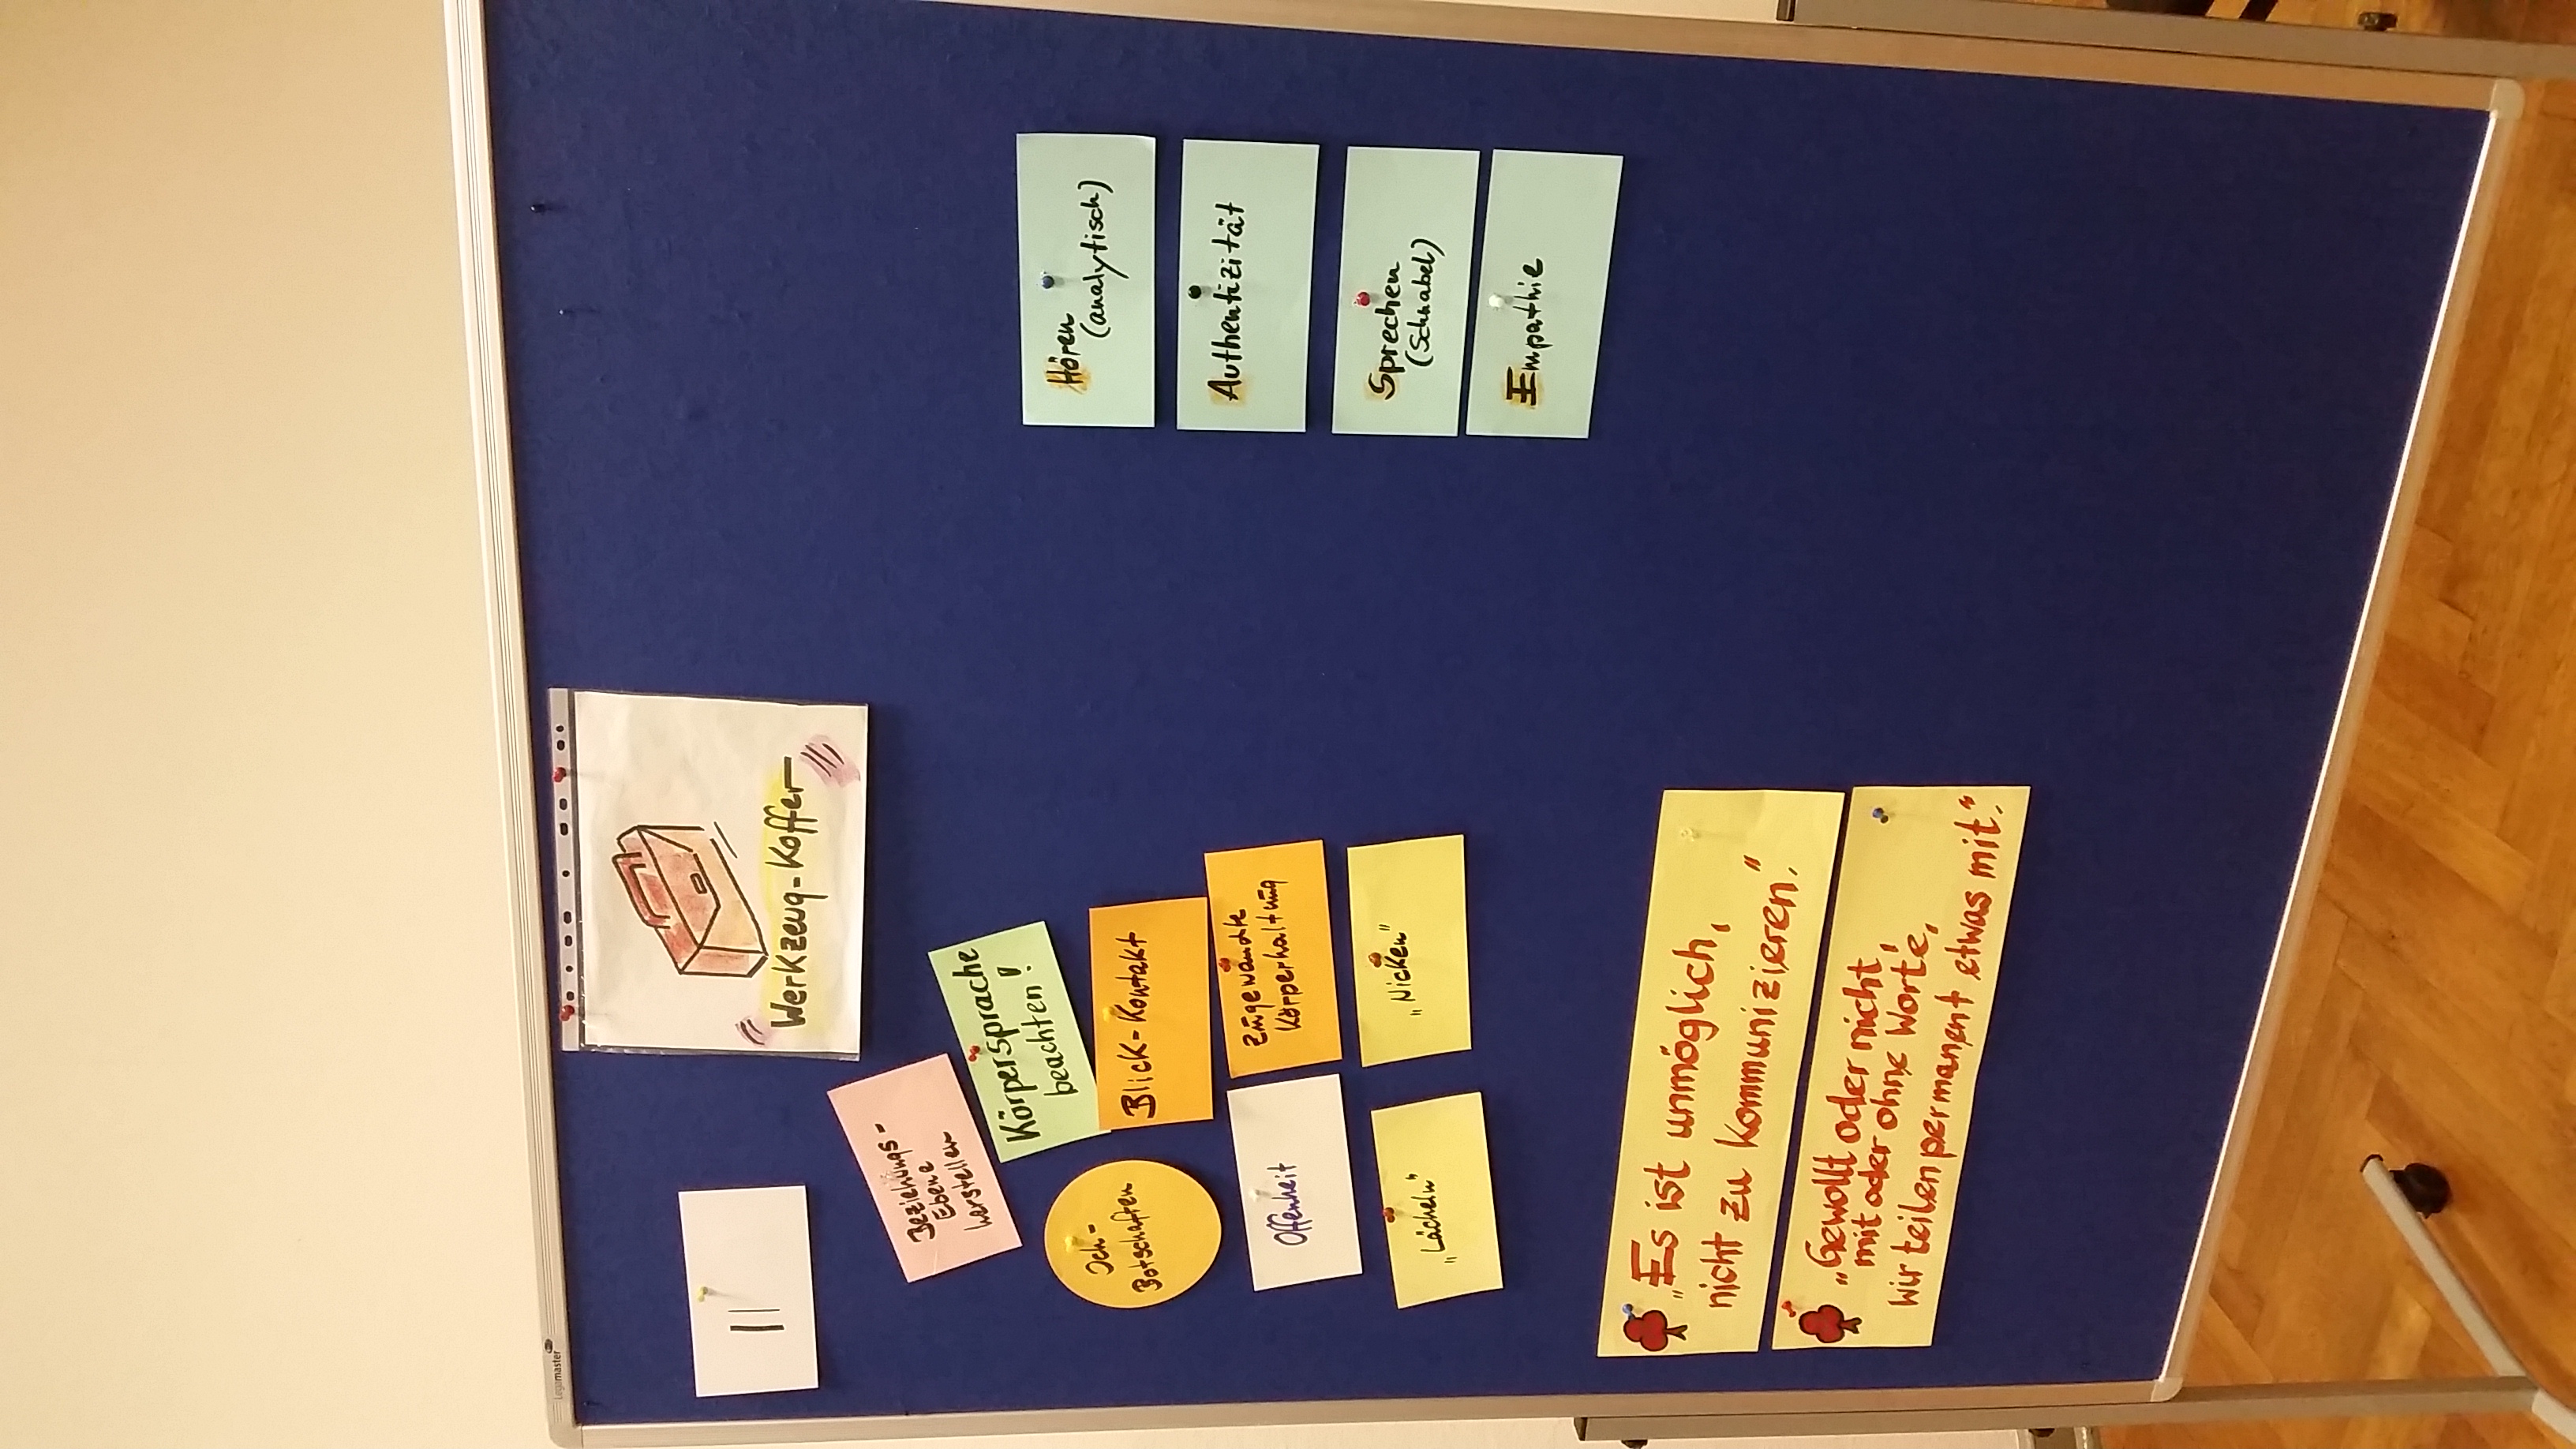 Legamaster
Werkzeug-Koffer
||
Beziehungs-
Ebene
herstellen
Körpersprache
beachten!
Ich-
Botschaften
Blick-Kontakt
Offenheit
Zugewandte
Körperhaltung
„Lächeln"
„Nicken"
„Es ist unmöglich,
nicht zu kommunizieren."
„Gewollt oder nicht,
mit oder ohne Worte,
wir teilen permanent etwas mit."
Hören
(analytisch)
Authentizität
Sprechen
(Schnabel)
Empathie